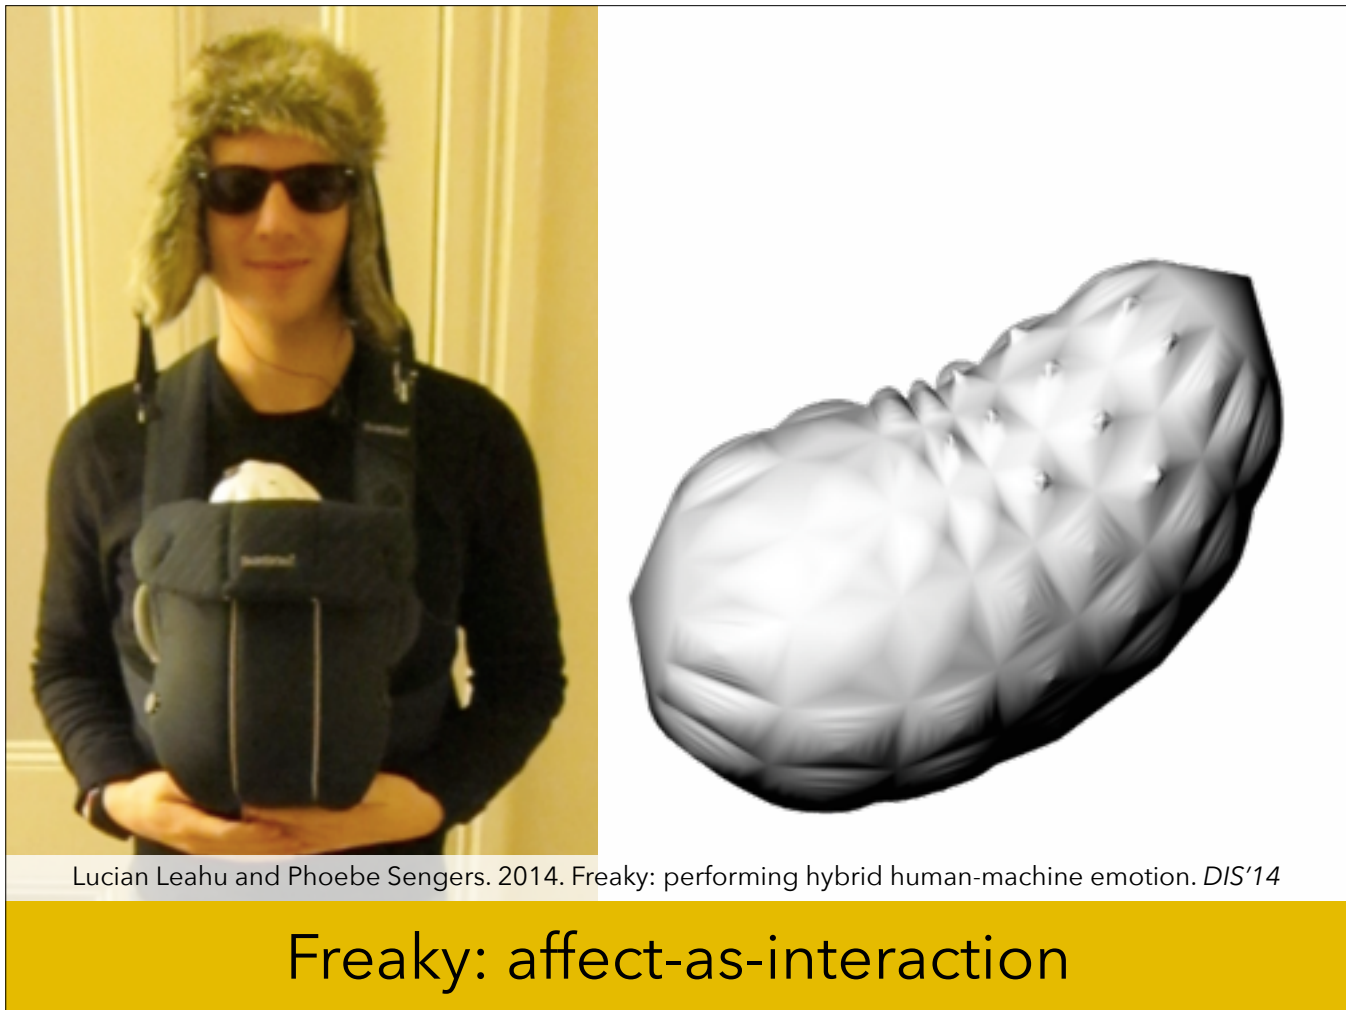 Lucian Leahu and Phoebe Sengers. 2014. Freaky: performing hybrid human-machine emotion. DIS’14
Freaky: affect-as-interaction